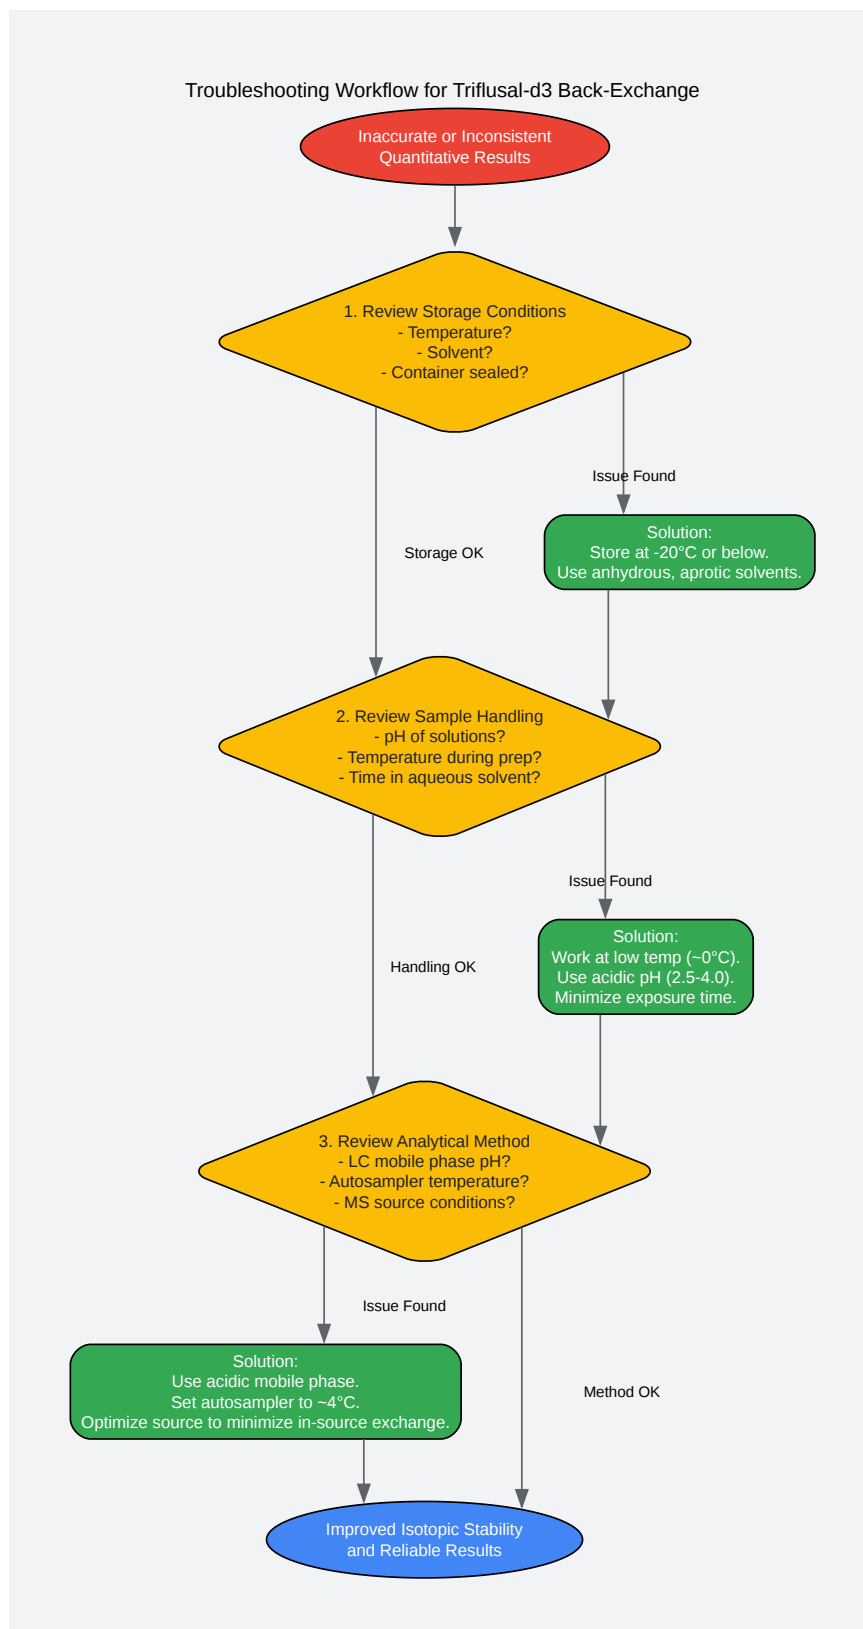 Troubleshooting Workflow for Triflusal-d3 Back-Exchange
Inaccurate or Inconsistent
Quantitative Results
1. Review Storage Conditions
- Temperature?
- Solvent?
- Container sealed?
Issue Found
Solution:
Store at -20°C or below.
Use anhydrous, aprotic solvents.
Storage OK
2. Review Sample Handling
- pH of solutions?
- Temperature during prep?
- Time in aqueous solvent?
Issue Found
Solution:
Work at low temp (~0°C).
Use acidic pH (2.5-4.0).
Minimize exposure time.
Handling OK
3. Review Analytical Method
- LC mobile phase pH?
- Autosampler temperature?
- MS source conditions?
Issue Found
Solution:
Use acidic mobile phase.
Set autosampler to ~4°C.
Optimize source to minimize in-source exchange.
Method OK
Improved Isotopic Stability
and Reliable Results